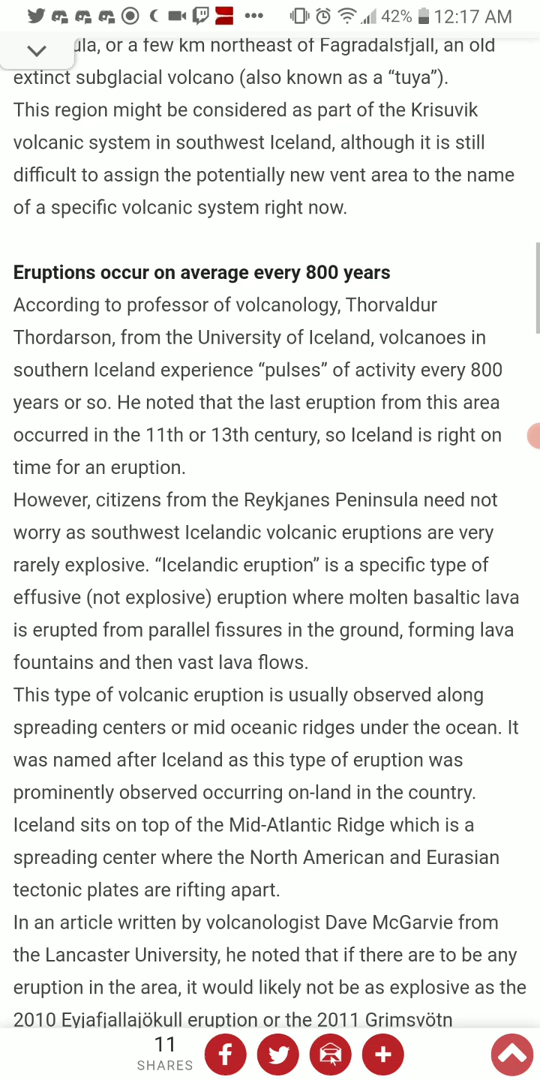 42% 12:17 AM
ula, or a few km northeast of Fagradalsfjall, an old
extinct subglacial volcano (also known as a “tuya”).
This region might be considered as part of the Krisuvik
volcanic system in southwest Iceland, although it is still
difficult to assign the potentially new vent area to the name
of a specific volcanic system right now.
Eruptions occur on average every 800 years
According to professor of volcanology, Thorvaldur
Thordarson, from the University of Iceland, volcanoes in
southern Iceland experience “pulses” of activity every 800
years or so. He noted that the last eruption from this area
occurred in the 11th or 13th century, so Iceland is right on
time for an eruption.
However, citizens from the Reykjanes Peninsula need not
worry as southwest Icelandic volcanic eruptions are very
rarely explosive. “Icelandic eruption” is a specific type of
effusive (not explosive) eruption where molten basaltic lava
is erupted from parallel fissures in the ground, forming lava
fountains and then vast lava flows.
This type of volcanic eruption is usually observed along
spreading centers or mid oceanic ridges under the ocean. It
was named after Iceland as this type of eruption was
prominently observed occurring on-land in the country.
Iceland sits on top of the Mid-Atlantic Ridge which is a
spreading center where the North American and Eurasian
tectonic plates are rifting apart.
In an article written by volcanologist Dave McGarvie from
the Lancaster University, he noted that if there are to be any
eruption in the area, it would likely not be as explosive as the
2010 Eyjafjallajökull eruption or the 2011 Grimsvötn
11
SHARES